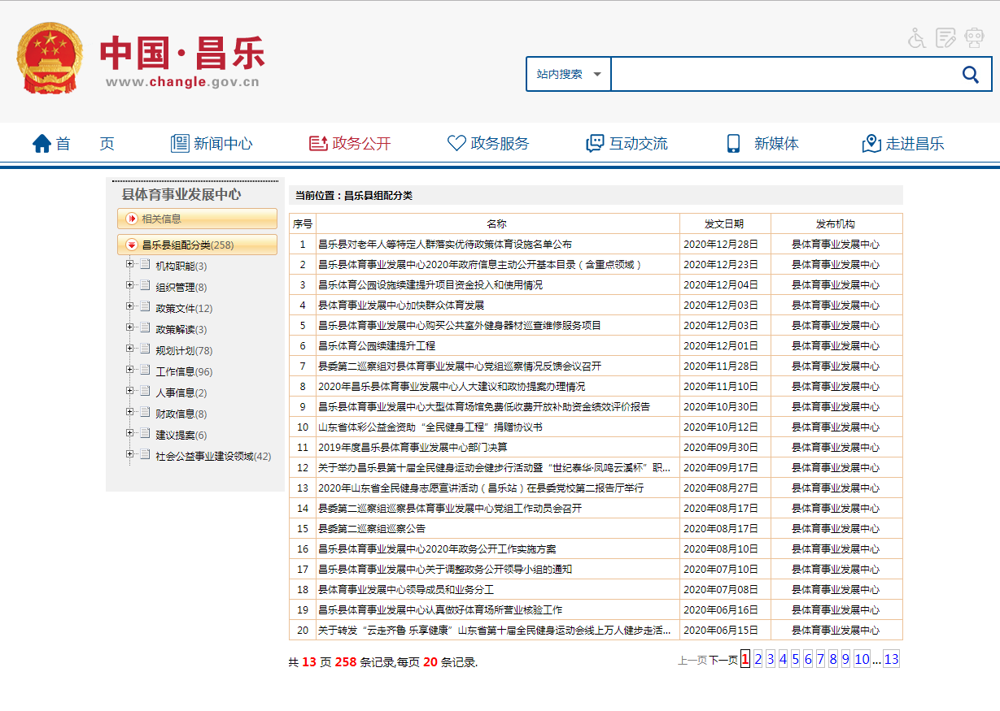 中国·昌乐
www.changle.gov.cn
站内搜索
首 页 新闻中心 政务公开 政务服务 互动交流 新媒体 走进昌乐
县体育事业发展中心
相关信息
昌乐县组配分类(258)
机构职能(3)
组织管理(8)
政策文件(12)
政策解读(3)
规划计划(78)
工作信息(96)
人事信息(2)
财政信息(8)
建议提案(6)
社会公益事业建设领域(42)
当前位置：昌乐县组配分类
序号 名称 发文日期 发布机构
1 昌乐县对老年人等特定人群落实优待政策体育设施名单公布 2020年12月28日 县体育事业发展中心
2 昌乐县体育事业发展中心2020年政府信息主动公开基本目录（含重点领域） 2020年12月23日 县体育事业发展中心
3 昌乐体育公园设施续建提升项目资金投入和使用情况 2020年12月04日 县体育事业发展中心
4 县体育事业发展中心加快群众体育发展 2020年12月03日 县体育事业发展中心
5 昌乐县体育事业发展中心购买公共室外健身器材巡查维修服务项目 2020年12月03日 县体育事业发展中心
6 昌乐体育公园续建提升工程 2020年12月01日 县体育事业发展中心
7 县委第二巡察组对县体育事业发展中心党组巡察情况反馈会议召开 2020年11月28日 县体育事业发展中心
8 2020年昌乐县体育事业发展中心人大建议和政协提案办理情况 2020年11月10日 县体育事业发展中心
9 昌乐县体育事业发展中心大型体育场馆免费低收费开放补助资金绩效评价报告 2020年10月30日 县体育事业发展中心
10 山东省体彩公益金资助“全民健身工程”捐赠协议书 2020年10月12日 县体育事业发展中心
11 2019年度昌乐县体育事业发展中心部门决算 2020年09月30日 县体育事业发展中心
12 关于举办昌乐县第十届全民健身运动会健步行活动暨“世纪泰华·凤鸣云溪杯”职... 2020年09月17日 县体育事业发展中心
13 2020年山东省全民健身志愿宣讲活动（昌乐站）在县委党校第二报告厅举行 2020年08月27日 县体育事业发展中心
14 县委第二巡察组巡察县体育事业发展中心党组工作动员会召开 2020年08月17日 县体育事业发展中心
15 县委第二巡察组巡察公告 2020年08月17日 县体育事业发展中心
16 昌乐县体育事业发展中心2020年政务公开工作实施方案 2020年08月10日 县体育事业发展中心
17 昌乐县体育事业发展中心关于调整政务公开领导小组的通知 2020年07月10日 县体育事业发展中心
18 县体育事业发展中心领导成员和业务分工 2020年07月08日 县体育事业发展中心
19 昌乐县体育事业发展中心认真做好体育场所营业核验工作 2020年06月16日 县体育事业发展中心
20 关于转发“云走齐鲁 乐享健康”山东省第十届全民健身运动会线上万人健步走活... 2020年06月15日 县体育事业发展中心
共 13 页 258 条记录,每页 20 条记录. 上一页下一页 1 2 3 4 5 6 7 8 9 10 ... 13